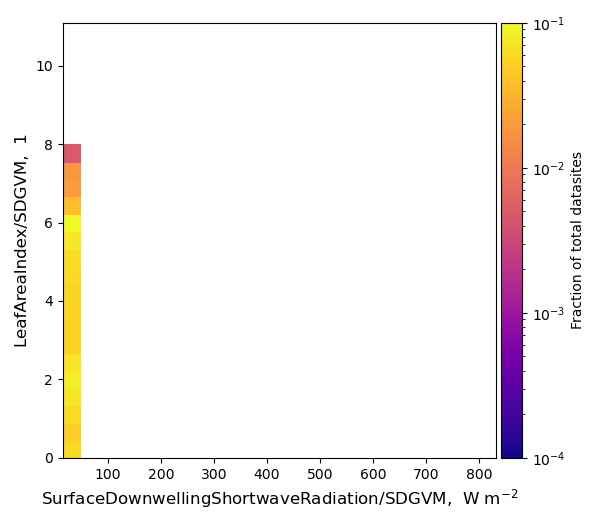 10
8
6
4
2
0
LeafAreaIndex/SDGVM, 1
100 200 300 400 500 600 700 800
SurfaceDownwellingShortwaveRadiation/SDGVM, W m⁻²
10⁻¹
10⁻²
10⁻³
10⁻⁴
Fraction of total datasites